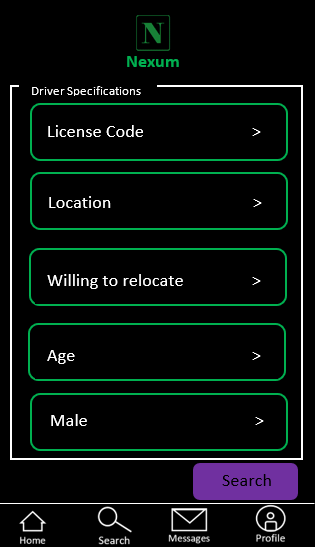 N
Nexum
Driver Specifications
License Code >
Location >
Willing to relocate >
Age >
Male >
Search
Home Search Messages Profile